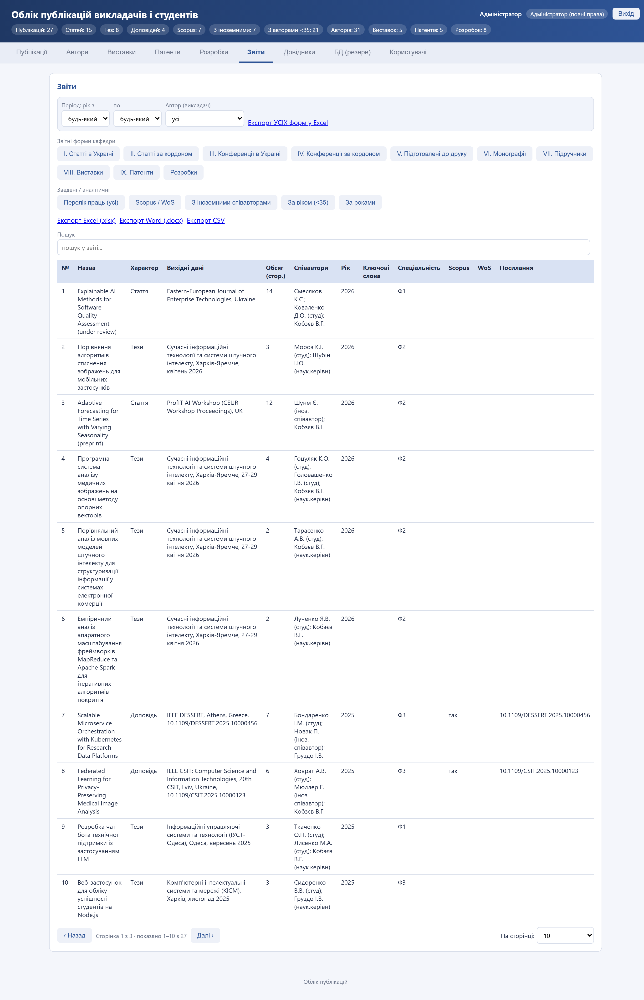 Облік публікацій викладачів і студентів
Адміністратор Адміністратор (повні права) Вихід
Публікацій: 27 Статей: 15 Тез: 8 Доповідей: 4 Scopus: 7 З іноземними: 7 З авторами <35: 21 Авторів: 31 Виставок: 5 Патентів: 5 Розробок: 8
Публікації Автори Виставки Патенти Розробки Звіти Довідники БД (резерв) Користувачі
Звіти
Період: рік з по Автор (викладач)
будь-який будь-який усі Експорт УСІХ форм у Excel
Звітні форми кафедри
I. Статті в Україні II. Статті за кордоном III. Конференції в Україні IV. Конференції за кордоном V. Підготовлені до друку VI. Монографії VII. Підручники
VIII. Виставки IX. Патенти Розробки
Зведені / аналітичні
Перелік праць (усі) Scopus / WoS З іноземними співавторами За віком (<35) За роками
Експорт Excel (.xlsx) Експорт Word (.docx) Експорт CSV
Пошук
пошук у звіті...
№ Назва Характер Вихідні дані Обсяг Співавтори Рік Ключові Спеціальність Scopus WoS Посилання
(стор.) слова
1 Explainable AI Стаття Eastern-European Journal of 14 Смеляков 2026 Ф1
Methods for Enterprise Technologies, Ukraine К.С.;
Software Коваленко
Quality Д.О. (студ);
Assessment Кобзєв В.Г.
(under review)
2 Порівняння Тези Сучасні інформаційні 3 Мороз К.І. 2026 Ф2
алгоритмів технології та системи штучного (студ); Шубін
стиснення інтелекту, Харків-Яремче, І.Ю.
зображень для квітень 2026 (наук.керівн)
мобільних
застосунків
3 Adaptive Стаття ProfIT AI Workshop (CEUR 12 Шунм Є. 2026 Ф2
Forecasting for Workshop Proceedings), UK (іноз.
Time Series співавтор);
with Varying Кобзєв В.Г.
Seasonality
(preprint)
4 Програмна Тези Сучасні інформаційні 4 Гоцуляк К.О. 2026 Ф2
система технології та системи штучного (студ);
аналізу інтелекту, Харків-Яремче, 27-29 Головашенко
медичних квітня 2026 І.В. (студ);
зображень на Кобзєв В.Г.
основі методу (наук.керівн)
опорних
векторів
5 Порівняльний Тези Сучасні інформаційні 2 Тарасенко 2026 Ф2
аналіз мовних технології та системи штучного А.В. (студ);
моделей інтелекту, Харків-Яремче, 27-29 Кобзєв В.Г.
штучного квітня 2026 (наук.керівн)
інтелекту для
структуризації
інформації у
системах
електронної
комерції
6 Емпіричний Тези Сучасні інформаційні 2 Лученко Я.В. 2026 Ф2
аналіз технології та системи штучного (студ); Кобзєв
апаратного інтелекту, Харків-Яремче, 27-29 В.Г.
масштабування квітня 2026 (наук.керівн)
фреймворків
MapReduce та
Apache Spark
для
ітеративних
алгоритмів
покриття
7 Scalable Доповідь IEEE DESSERT, Athens, Greece, 7 Бондаренко 2025 Ф3 так 10.1109/DESSERT.2025.10000456
Microservice 10.1109/DESSERT.2025.10000456 І.М. (студ);
Orchestration Новак П.
with Kubernetes (іноз.
for Research співавтор);
Data Platforms Груздо І.В.
8 Federated Доповідь IEEE CSIT: Computer Science and 6 Ховрат А.В. 2025 Ф3 так 10.1109/CSIT.2025.10000123
Learning for Information Technologies, 20th (студ);
Privacy- CSIT, Lviv, Ukraine, Мюллер Г.
Preserving 10.1109/CSIT.2025.10000123 (іноз.
Medical Image співавтор);
Analysis Кобзєв В.Г.
9 Розробка чат- Тези Інформаційні управляючі 3 Ткаченко 2025 Ф1
бота технічної системи та технології (ІУСТ- О.П. (студ);
підтримки із Одеса), Одеса, вересень 2025 Лисенко М.А.
застосуванням (студ); Кобзєв
LLM В.Г.
(наук.керівн)
10 Веб-застосунок Тези Комп'ютерні інтелектуальні 3 Сидоренко 2025 Ф3
для обліку системи та мережі (КІСМ), В.В. (студ);
успішності Харків, листопад 2025 Груздо І.В.
студентів на (наук.керівн)
Node.js
‹ Назад Сторінка 1 з 3 · показано 1–10 з 27 Далі › На сторінці: 10
Облік публікацій